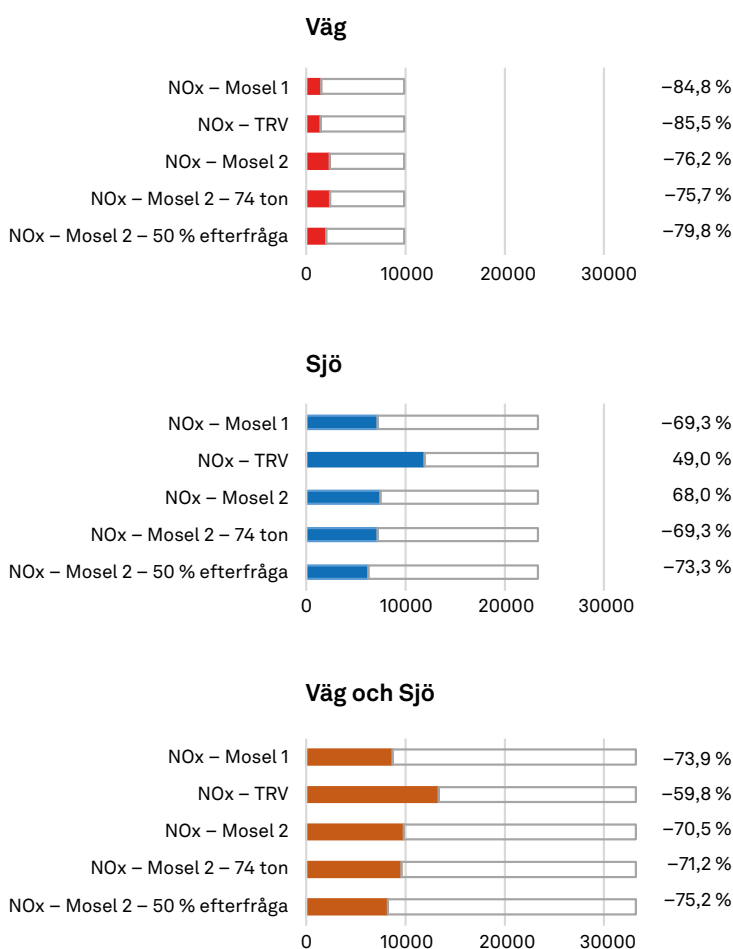 Väg
NOx – Mosel 1 –84,8 %
NOx – TRV –85,5 %
NOx – Mosel 2 –76,2 %
NOx – Mosel 2 – 74 ton –75,7 %
NOx – Mosel 2 – 50 % efterfråga –79,8 %
0 10000 20000 30000
Sjö
NOx – Mosel 1 –69,3 %
NOx – TRV 49,0 %
NOx – Mosel 2 68,0 %
NOx – Mosel 2 – 74 ton –69,3 %
NOx – Mosel 2 – 50 % efterfråga –73,3 %
0 10000 20000 30000
Väg och Sjö
NOx – Mosel 1 –73,9 %
NOx – TRV –59,8 %
NOx – Mosel 2 –70,5 %
NOx – Mosel 2 – 74 ton –71,2 %
NOx – Mosel 2 – 50 % efterfråga –75,2 %
0 10000 20000 30000